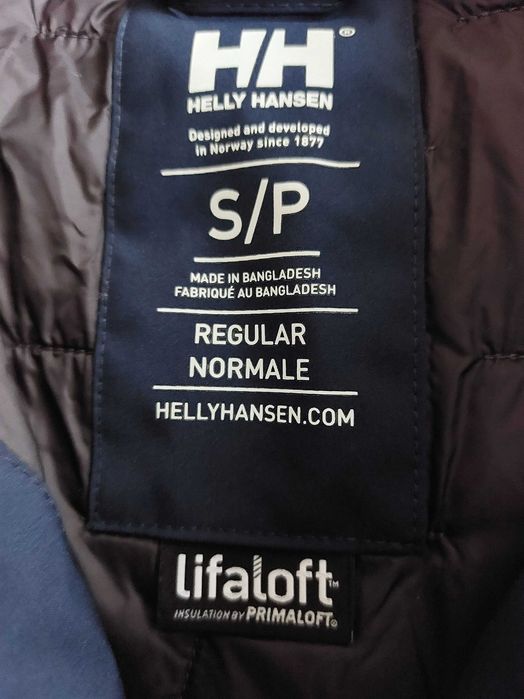 HH®
HELLY HANSEN
Designed and developed
in Norway since 1877
S/P
MADE IN BANGLADESH
FABRIQUÉ AU BANGLADESH
REGULAR
NORMALE
HELLYHANSEN.COM
lifaloft™
INSULATION BY PRIMALOFT®